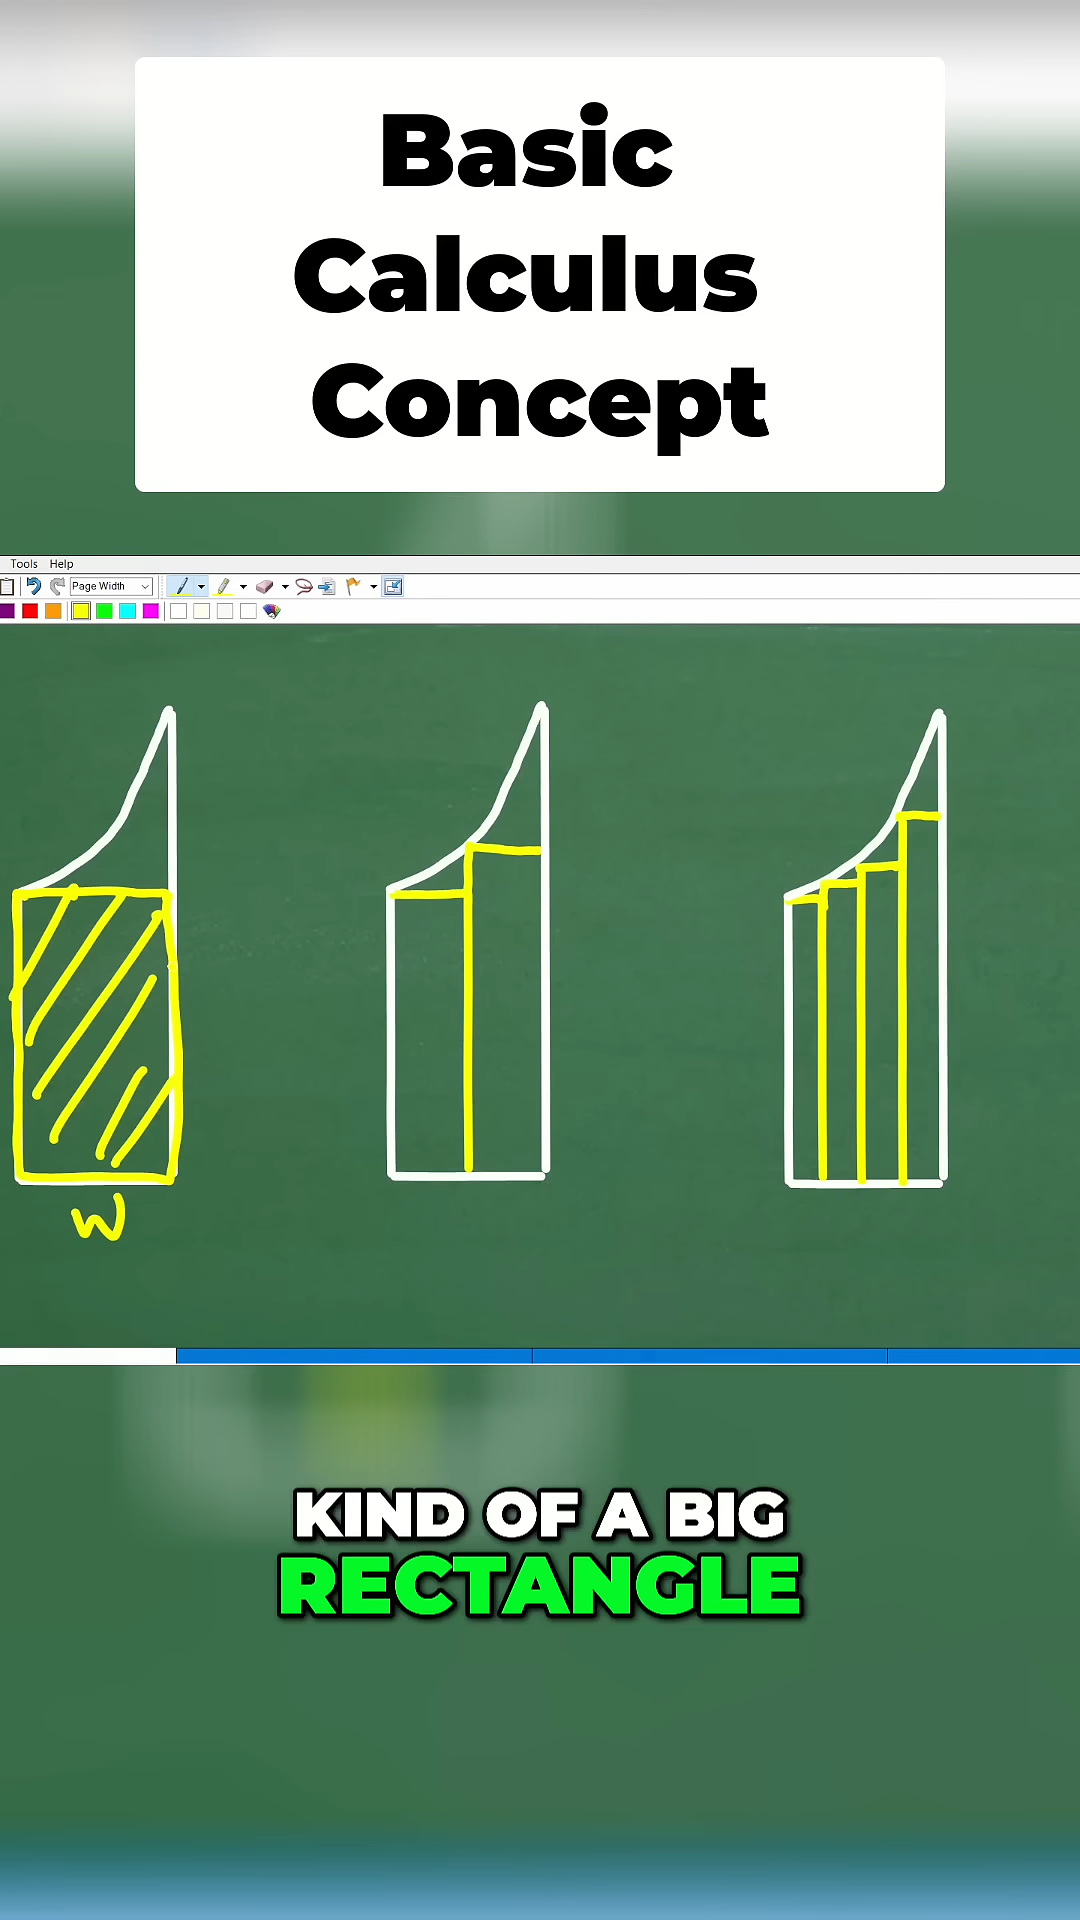 Basic
Calculus
Concept
Tools Help
Page Width
W
KIND OF A BIG
RECTANGLE